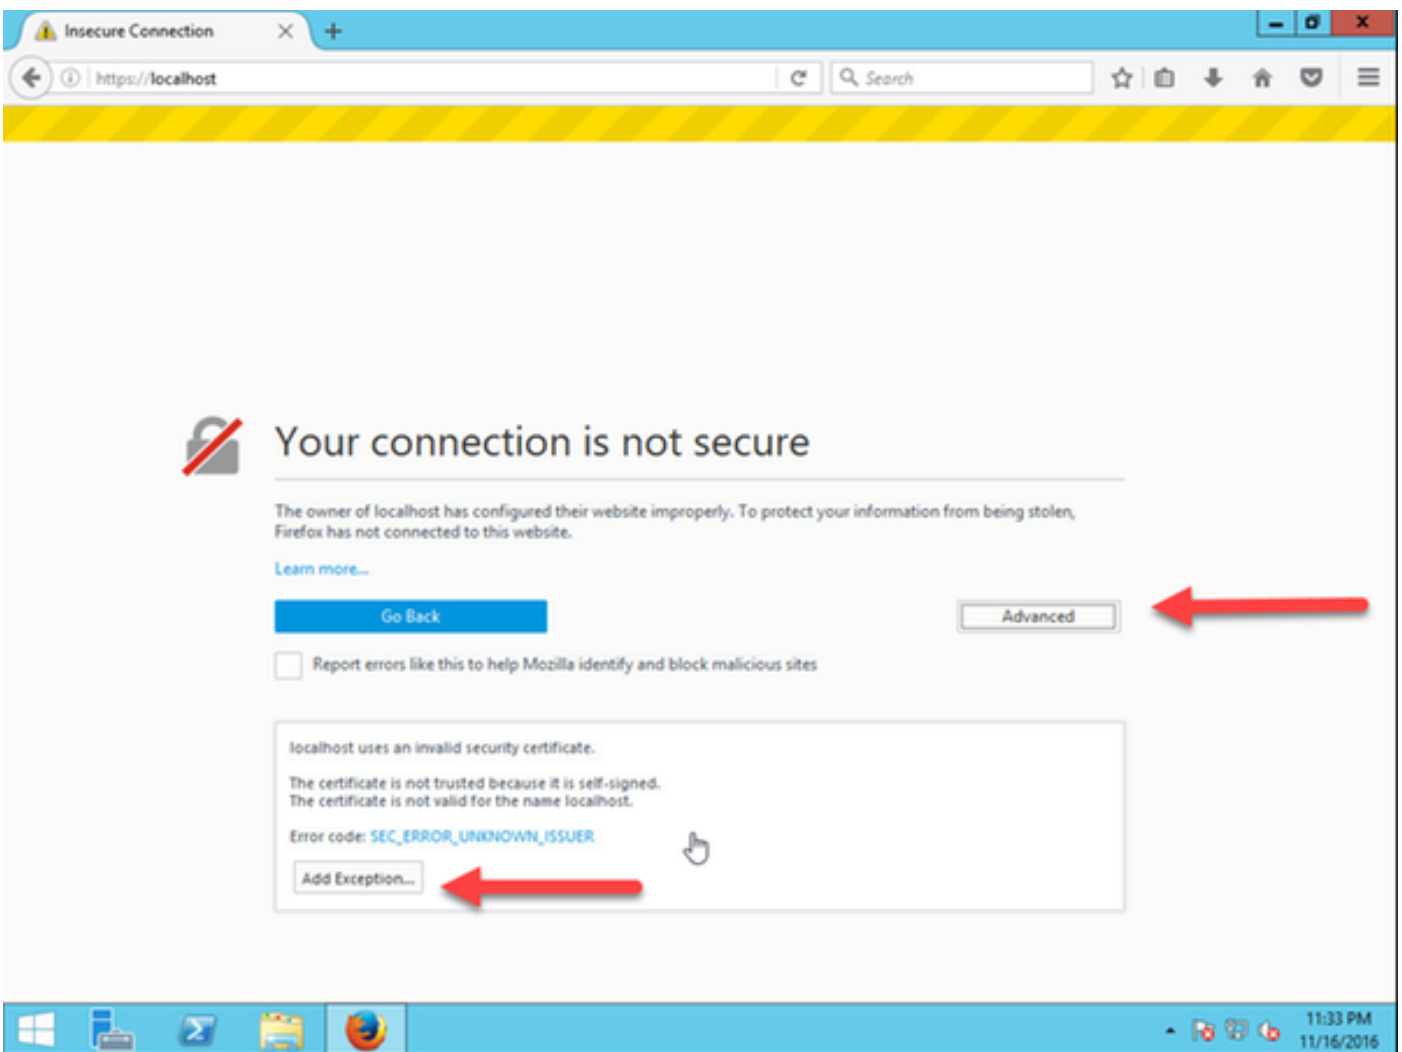 Insecure Connection
https://localhost
Search
Your connection is not secure
The owner of localhost has configured their website improperly. To protect your information from being stolen,
Firefox has not connected to this website.
Learn more...
Go Back
Advanced
Report errors like this to help Mozilla identify and block malicious sites
localhost uses an invalid security certificate.
The certificate is not trusted because it is self-signed.
The certificate is not valid for the name localhost.
Error code: SEC_ERROR_UNKNOWN_ISSUER
Add Exception...
11:33 PM
11/16/2016